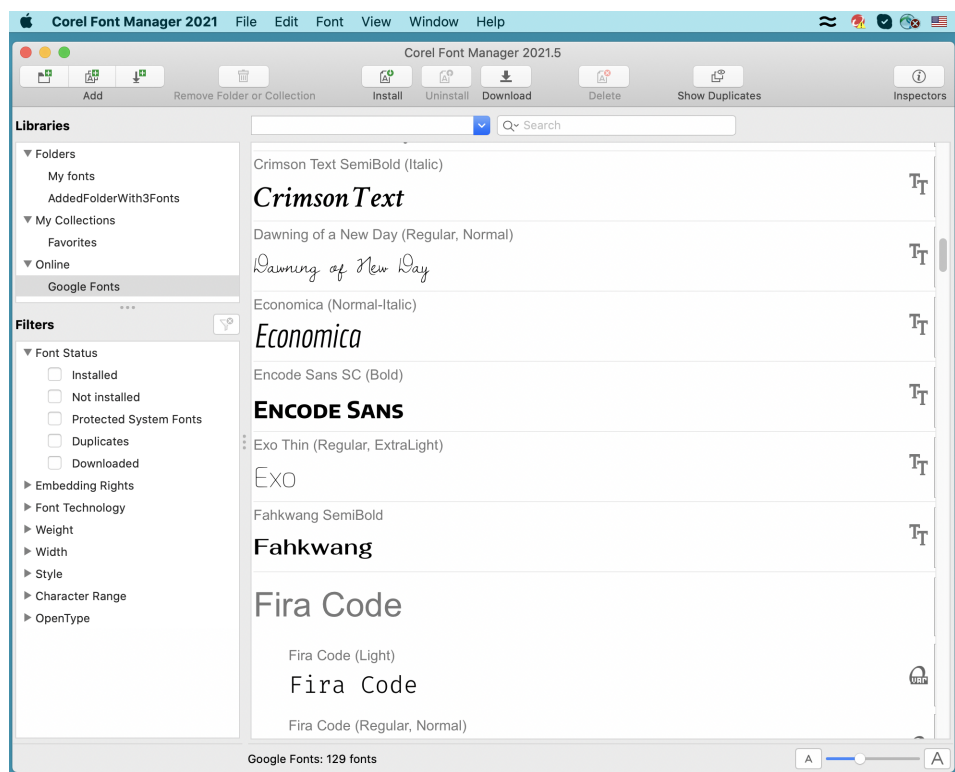 Corel Font Manager 2021 File Edit Font View Window Help
Corel Font Manager 2021.5
Add Remove Folder or Collection Install Uninstall Download Delete Show Duplicates Inspectors
Libraries
Search
Folders
My fonts
AddedFolderWith3Fonts
My Collections
Favorites
Online
Google Fonts
Filters
Font Status
Installed
Not installed
Protected System Fonts
Duplicates
Downloaded
Embedding Rights
Font Technology
Weight
Width
Style
Character Range
OpenType
Crimson Text SemiBold (Italic)
CrimsonText
Dawning of a New Day (Regular, Normal)
Dawning of New Day
Economica (Normal-Italic)
Economica
Encode Sans SC (Bold)
Encode Sans
Exo Thin (Regular, ExtraLight)
Exo
Fahkwang SemiBold
Fahkwang
Fira Code
Fira Code (Light)
Fira Code
VAR
Fira Code (Regular, Normal)
Google Fonts: 129 fonts
A A